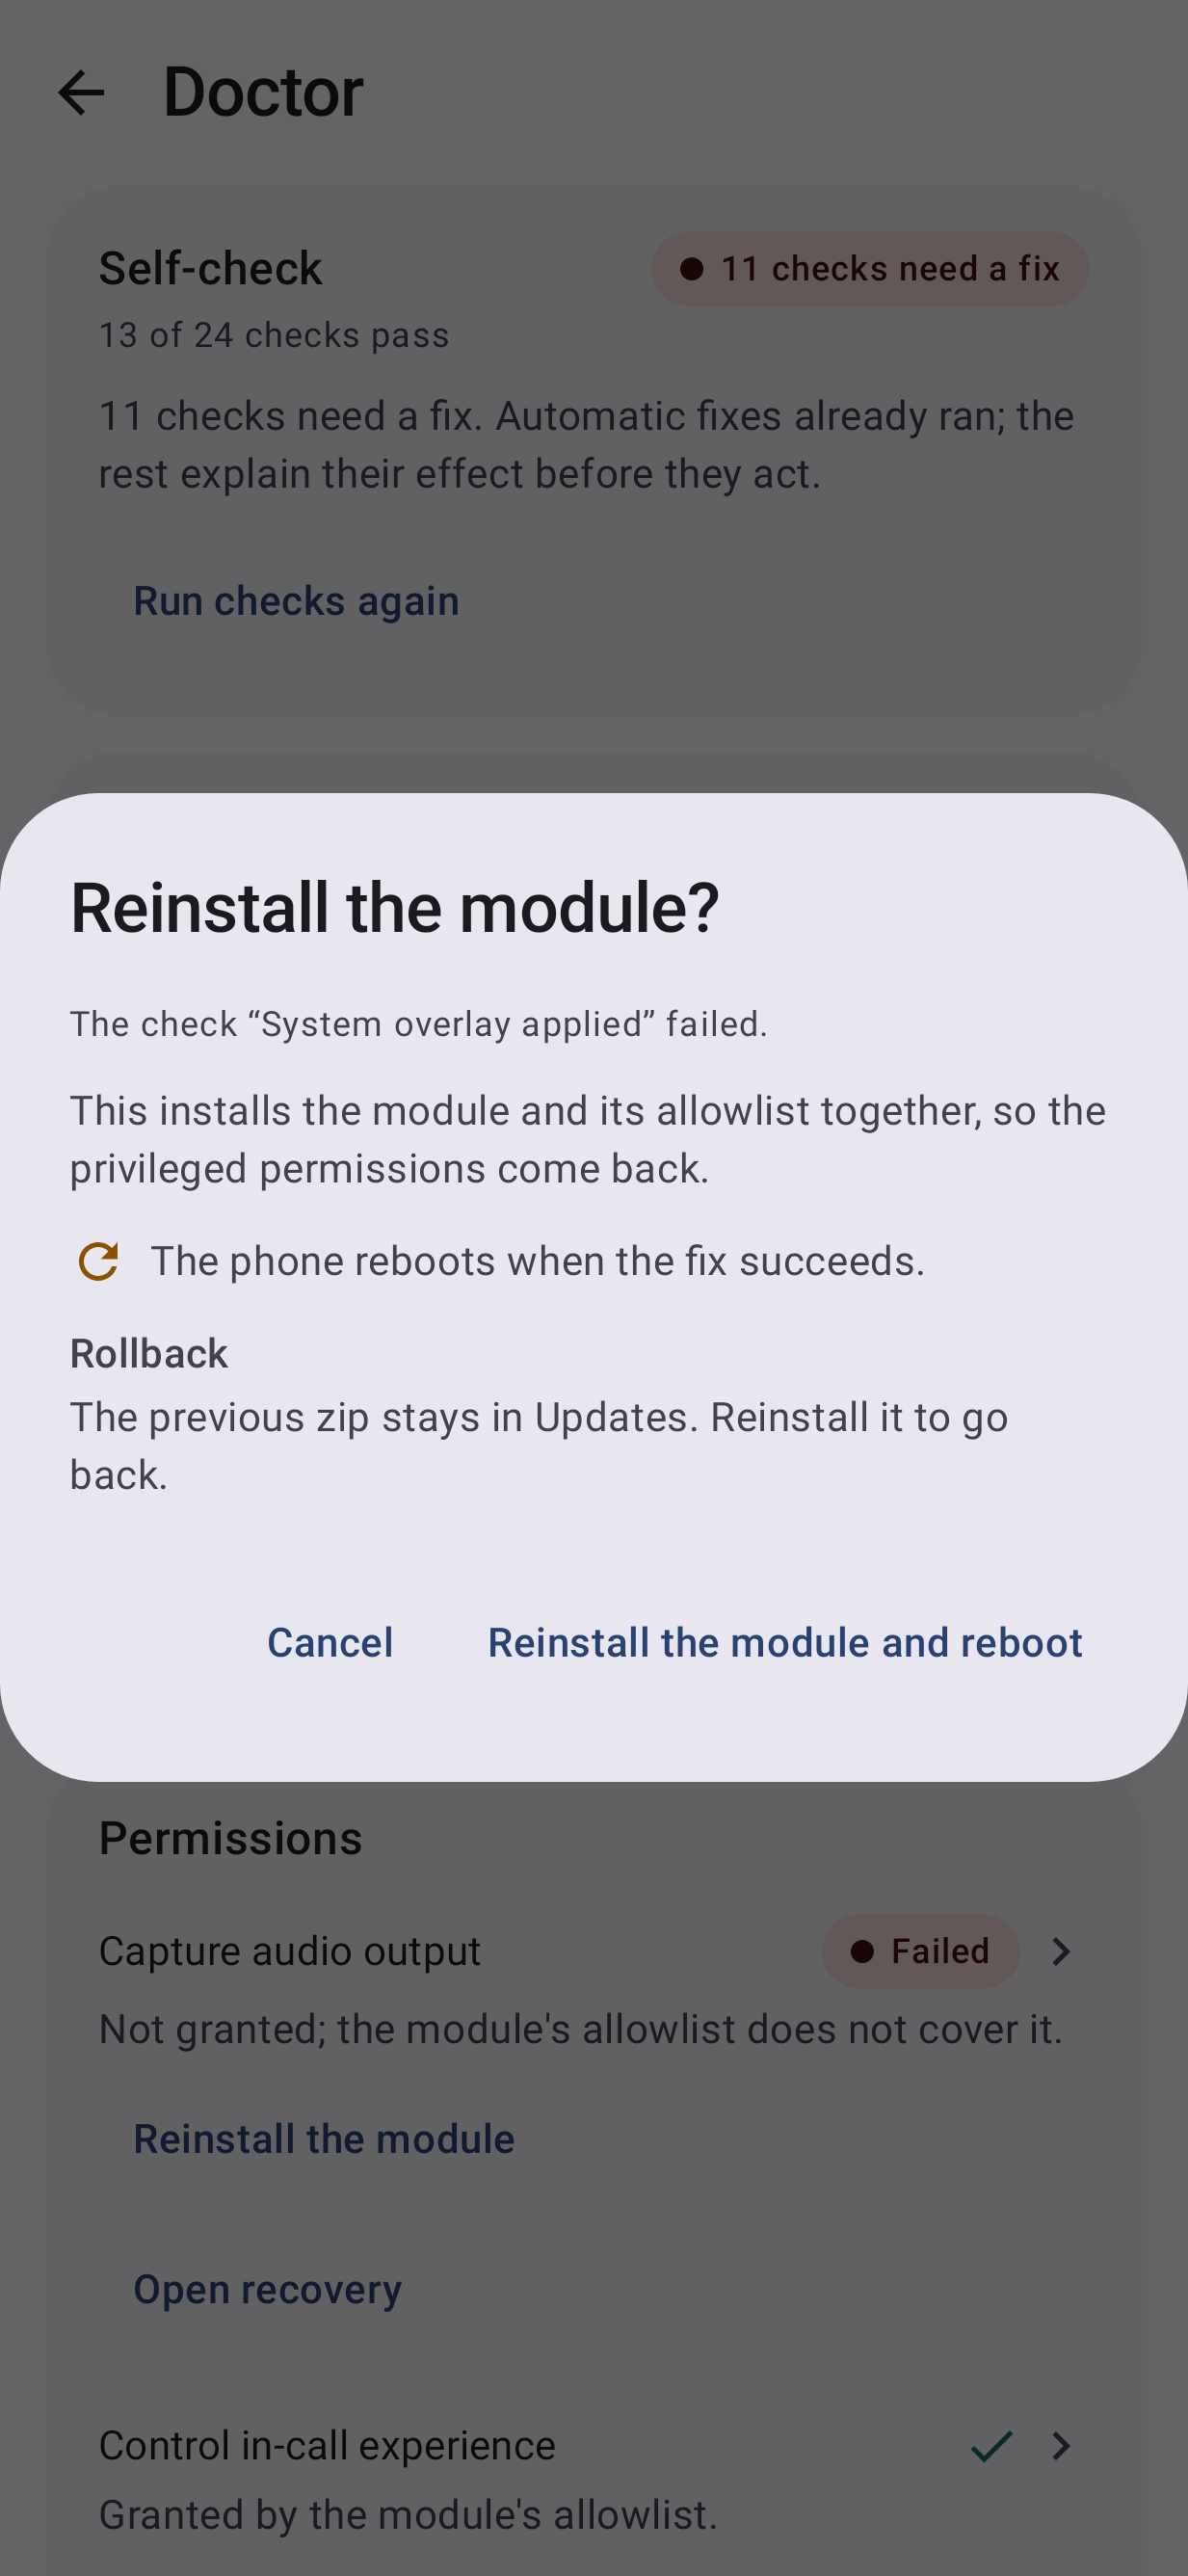 Doctor
Self-check
11 checks need a fix
13 of 24 checks pass
11 checks need a fix. Automatic fixes already ran; the
rest explain their effect before they act.
Run checks again
Reinstall the module?
The check “System overlay applied” failed.
This installs the module and its allowlist together, so the
privileged permissions come back.
The phone reboots when the fix succeeds.
Rollback
The previous zip stays in Updates. Reinstall it to go
back.
Cancel
Reinstall the module and reboot
Permissions
Capture audio output
Failed
Not granted; the module's allowlist does not cover it.
Reinstall the module
Open recovery
Control in-call experience
Granted by the module's allowlist.